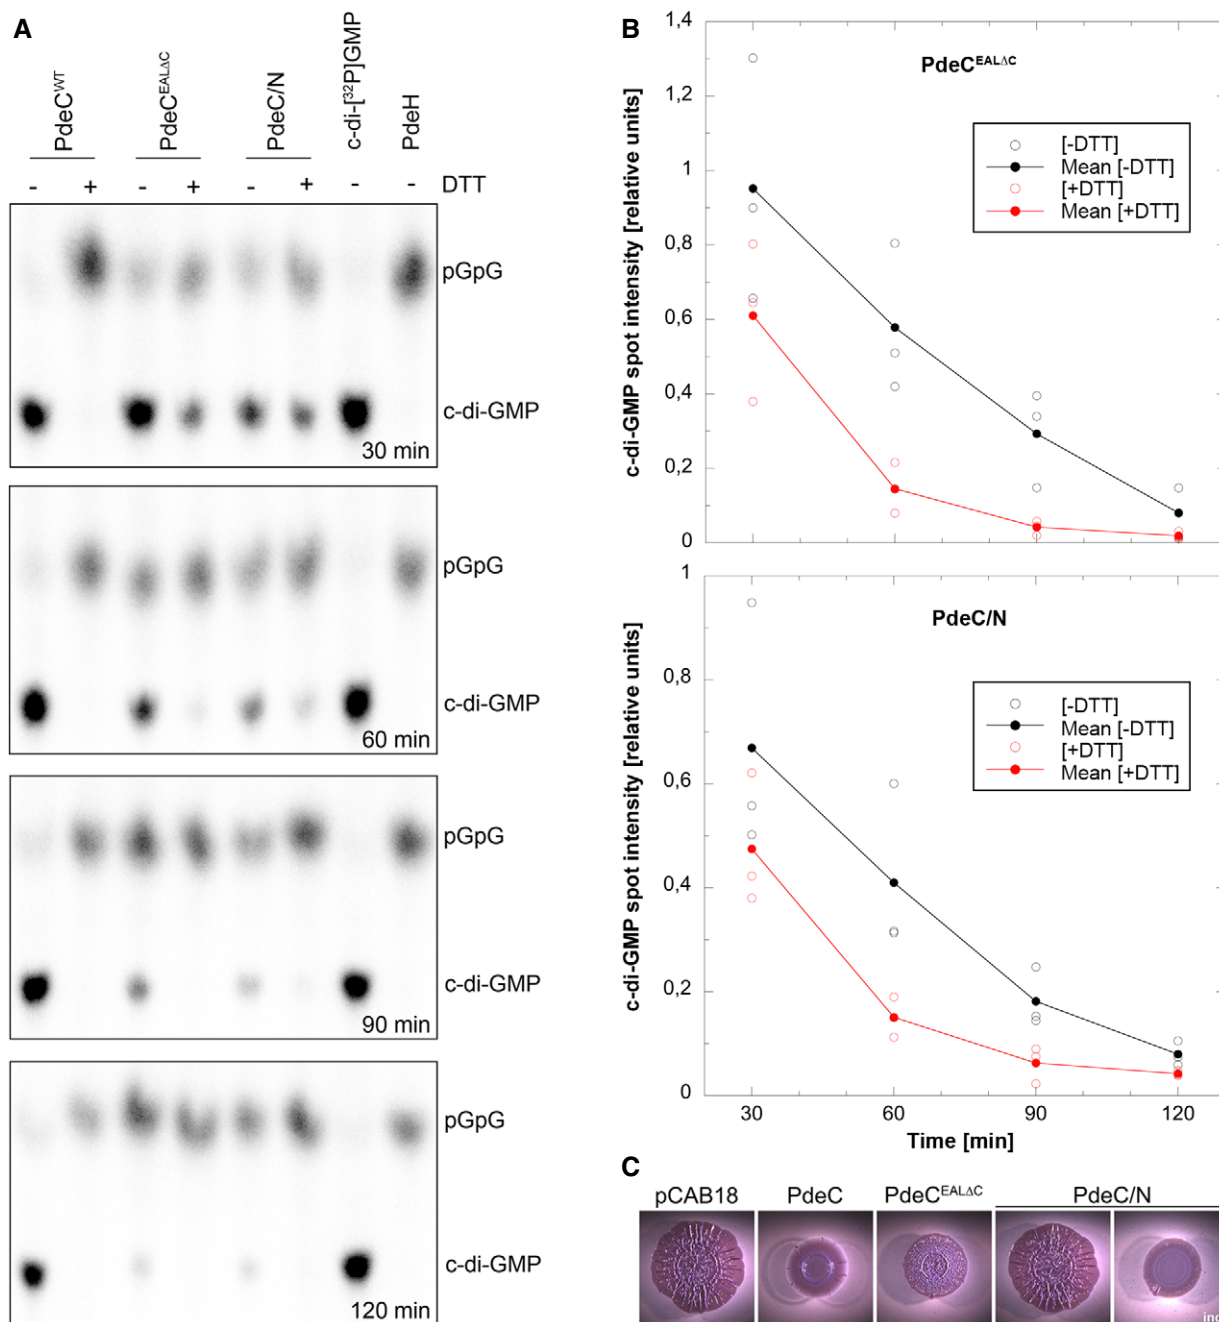 A
PdeC^WT
PdeC^EALΔC
PdeC/N
c-di-[³²P]GMP
PdeH
- + - + - + - - DTT
pGpG
c-di-GMP
30 min
pGpG
c-di-GMP
60 min
pGpG
c-di-GMP
90 min
pGpG
c-di-GMP
120 min
B
PdeC^EALΔC
c-di-GMP spot intensity [relative units]
1,4
1,2
1
0,8
0,6
0,4
0,2
0
[-DTT]
Mean [-DTT]
[+DTT]
Mean [+DTT]
PdeC/N
c-di-GMP spot intensity [relative units]
1
0,8
0,6
0,4
0,2
0
[-DTT]
Mean [-DTT]
[+DTT]
Mean [+DTT]
30 60 90 120
Time [min]
C
pCAB18 PdeC PdeC^EALΔC PdeC/N